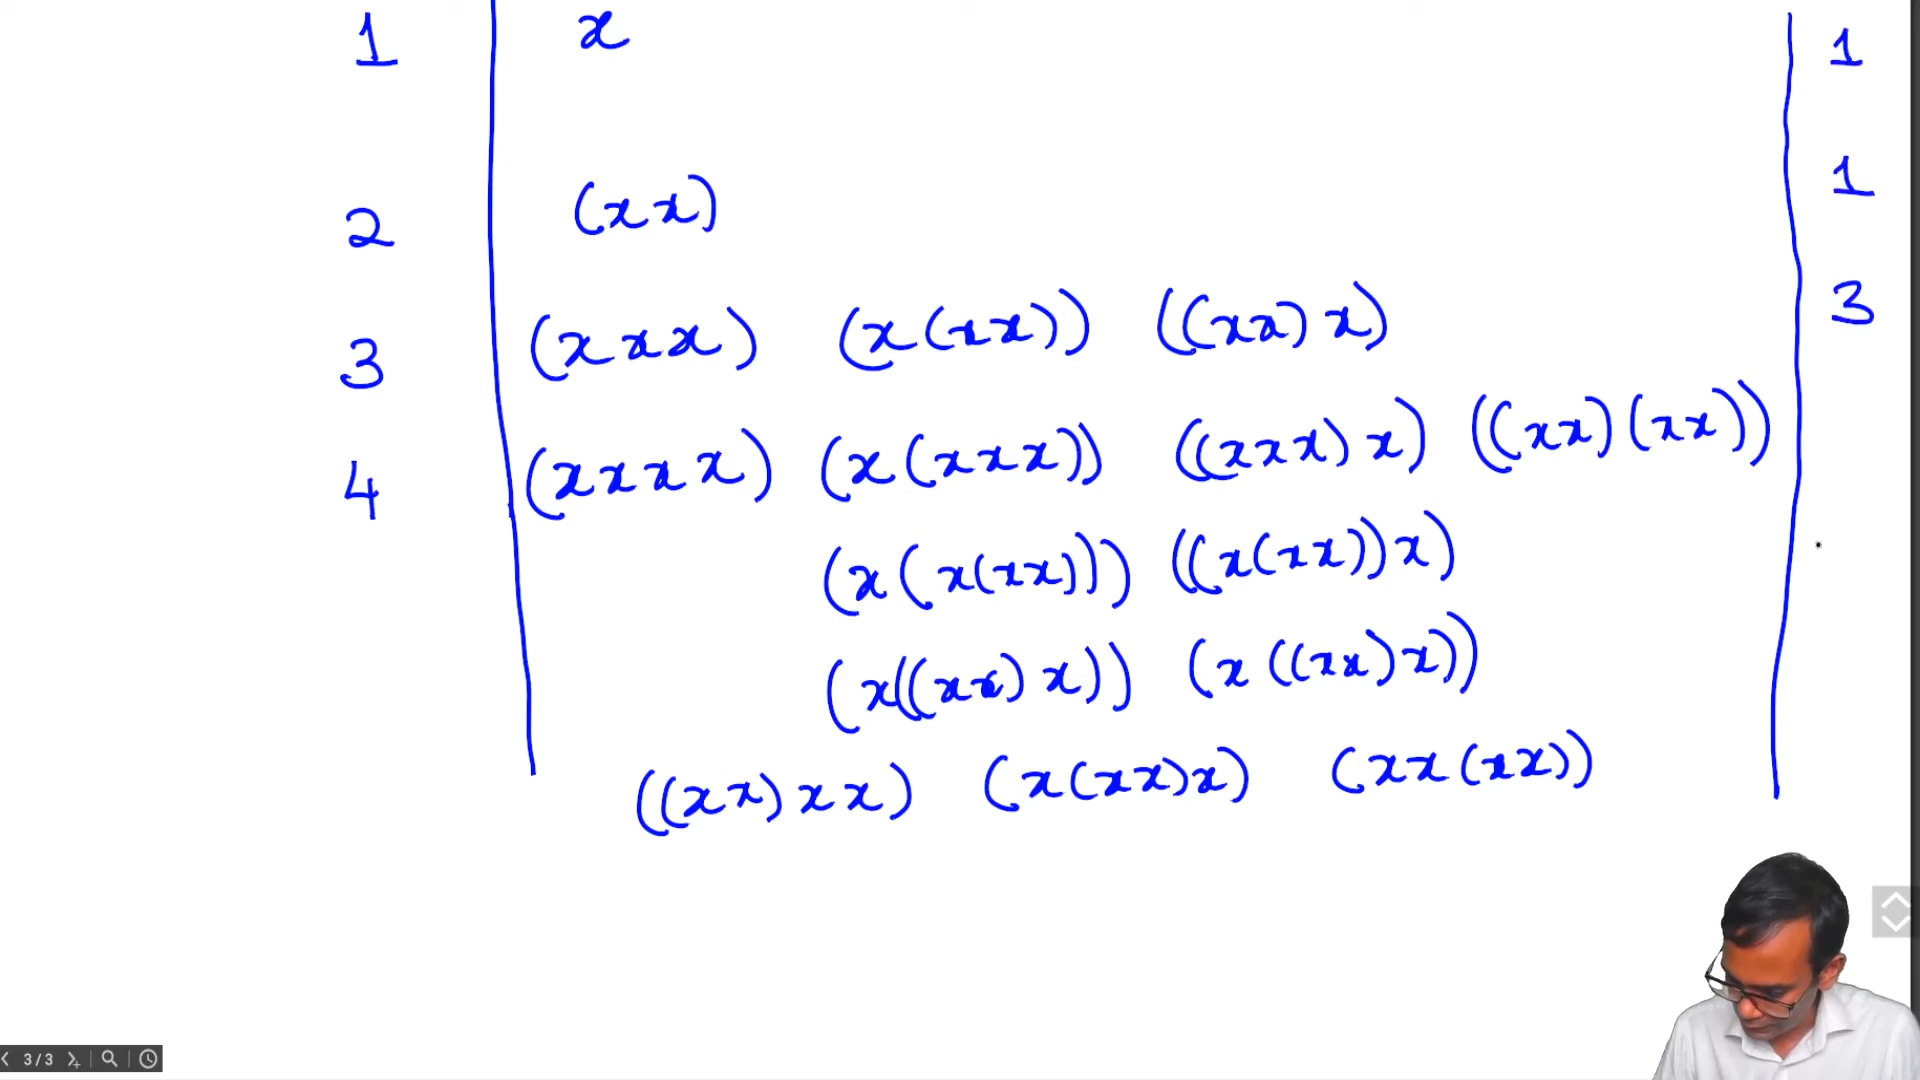 1 x 1
2 (xx) 1
3 (xxx) (x(xx)) ((xx)x) 3
4 (xxxx) (x(xxx)) ((xxx)x) ((xx)(xx))
(x(x(xx))) ((x(xx))x)
(x((xx)x)) (x((xx)x))
((xx)xx) (x(xx)x) (xx(xx))
3/3